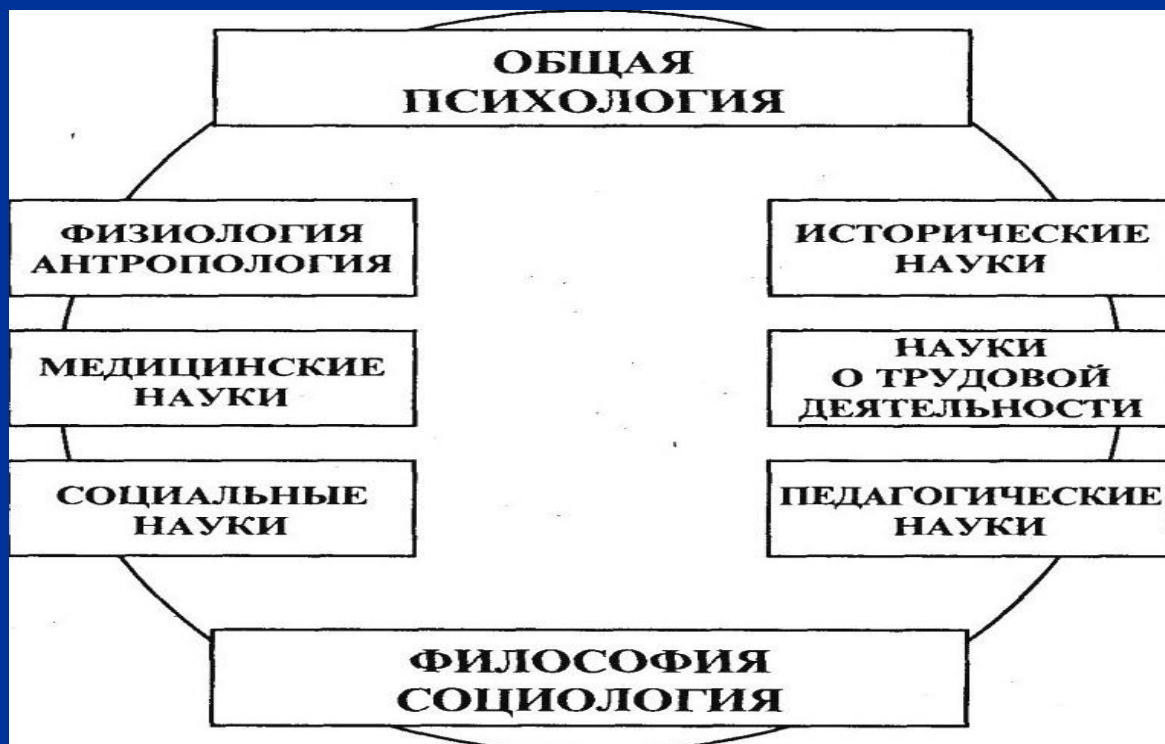 ОБЩАЯ
ПСИХОЛОГИЯ
ФИЗИОЛОГИЯ
АНТРОПОЛОГИЯ
ИСТОРИЧЕСКИЕ
НАУКИ
МЕДИЦИНСКИЕ
НАУКИ
НАУКИ
О ТРУДОВОЙ
ДЕЯТЕЛЬНОСТИ
СОЦИАЛЬНЫЕ
НАУКИ
ПЕДАГОГИЧЕСКИЕ
НАУКИ
ФИЛОСОФИЯ
СОЦИОЛОГИЯ